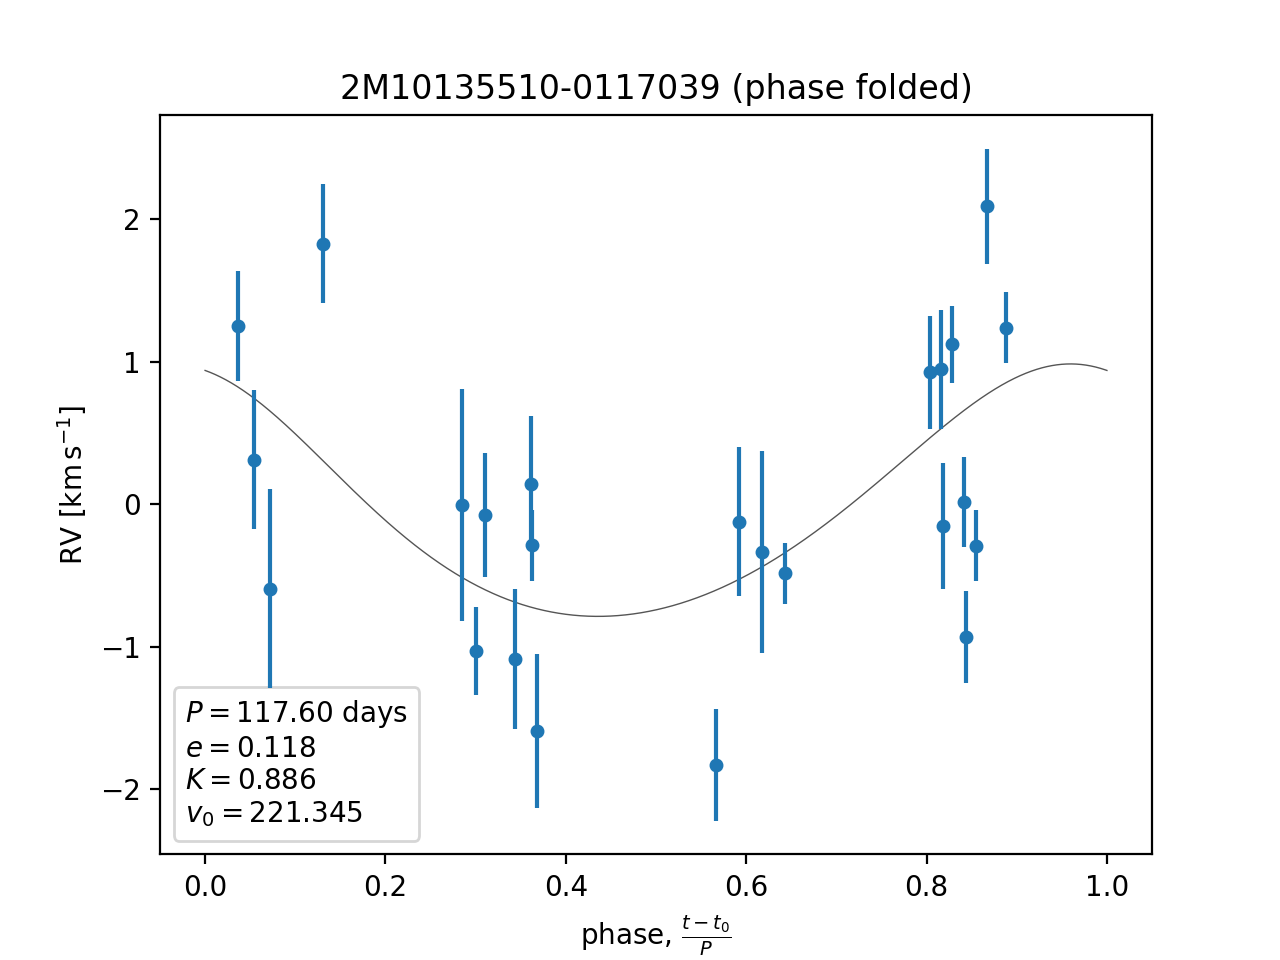 2M10135510-0117039 (phase folded)
RV [km s⁻¹]
2
1
0
−1
−2
P = 117.60 days
e = 0.118
K = 0.886
v₀ = 221.345
0.0 0.2 0.4 0.6 0.8 1.0
phase, (t − t₀)/P